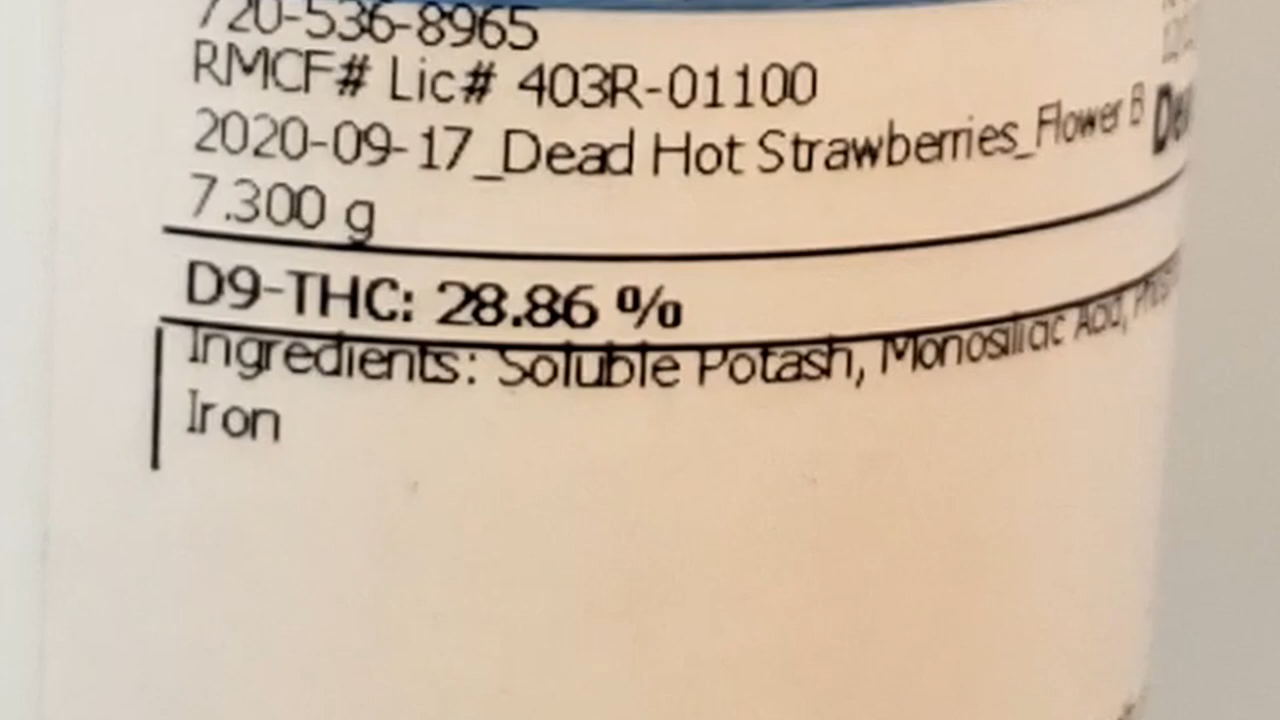 720-536-8965
RMCF# Lic# 403R-01100
2020-09-17_Dead Hot Strawberries_Flower B
7.300 g
D9-THC: 28.86 %
Ingredients: Soluble Potash, Monosilicic Acid,
Iron